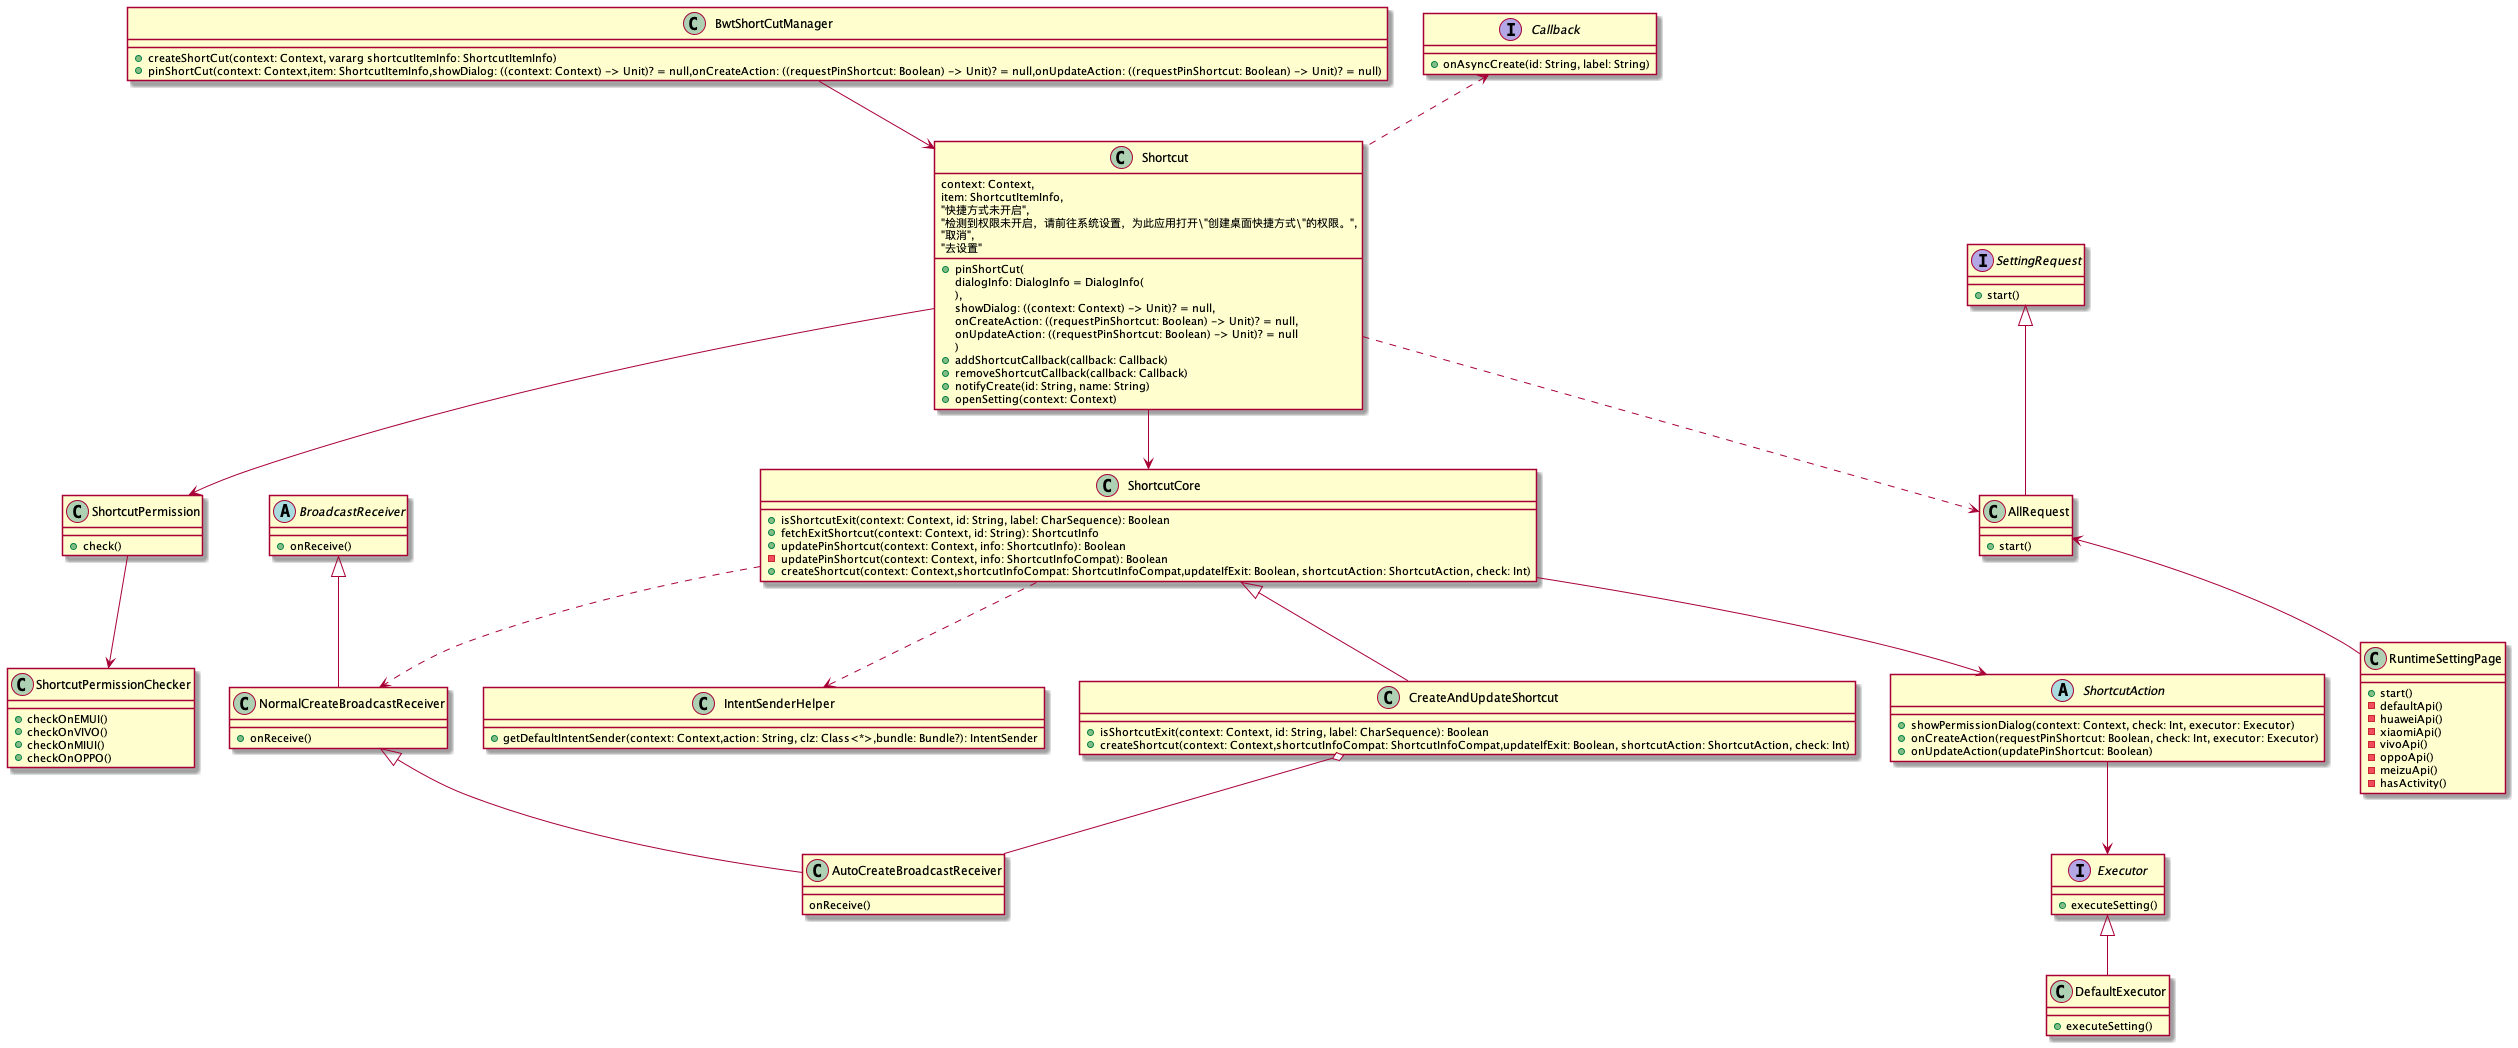 C BwtShortCutManager
createShortCut(context: Context, vararg shortcutItemInfo: ShortcutItemInfo)
pinShortCut(context: Context,item: ShortcutItemInfo,showDialog: ((context: Context) -> Unit)? = null,onCreateAction: ((requestPinShortcut: Boolean) -> Unit)? = null,onUpdateAction: ((requestPinShortcut: Boolean) -> Unit)? = null)
I Callback
onAsyncCreate(id: String, label: String)
C Shortcut
context: Context,
item: ShortcutItemInfo,
"快捷方式未开启",
"检测到权限未开启，请前往系统设置，为此应用打开\"创建桌面快捷方式\"的权限。",
"取消",
"去设置"
pinShortCut(
dialogInfo: DialogInfo = DialogInfo(
),
showDialog: ((context: Context) -> Unit)? = null,
onCreateAction: ((requestPinShortcut: Boolean) -> Unit)? = null,
onUpdateAction: ((requestPinShortcut: Boolean) -> Unit)? = null
)
addShortcutCallback(callback: Callback)
removeShortcutCallback(callback: Callback)
notifyCreate(id: String, name: String)
openSetting(context: Context)
I SettingRequest
start()
C ShortcutPermission
check()
A BroadcastReceiver
onReceive()
C ShortcutCore
isShortcutExit(context: Context, id: String, label: CharSequence): Boolean
fetchExitShortcut(context: Context, id: String): ShortcutInfo
updatePinShortcut(context: Context, info: ShortcutInfo): Boolean
updatePinShortcut(context: Context, info: ShortcutInfoCompat): Boolean
createShortcut(context: Context,shortcutInfoCompat: ShortcutInfoCompat,updateIfExit: Boolean, shortcutAction: ShortcutAction, check: Int)
C AllRequest
start()
C ShortcutPermissionChecker
checkOnEMUI()
checkOnVIVO()
checkOnMIUI()
checkOnOPPO()
C NormalCreateBroadcastReceiver
onReceive()
C IntentSenderHelper
getDefaultIntentSender(context: Context,action: String, clz: Class<*>,bundle: Bundle?): IntentSender
C CreateAndUpdateShortcut
isShortcutExit(context: Context, id: String, label: CharSequence): Boolean
createShortcut(context: Context,shortcutInfoCompat: ShortcutInfoCompat,updateIfExit: Boolean, shortcutAction: ShortcutAction, check: Int)
A ShortcutAction
showPermissionDialog(context: Context, check: Int, executor: Executor)
onCreateAction(requestPinShortcut: Boolean, check: Int, executor: Executor)
onUpdateAction(updatePinShortcut: Boolean)
C RuntimeSettingPage
start()
defaultApi()
huaweiApi()
xiaomiApi()
vivoApi()
oppoApi()
meizuApi()
hasActivity()
C AutoCreateBroadcastReceiver
onReceive()
I Executor
executeSetting()
C DefaultExecutor
executeSetting()